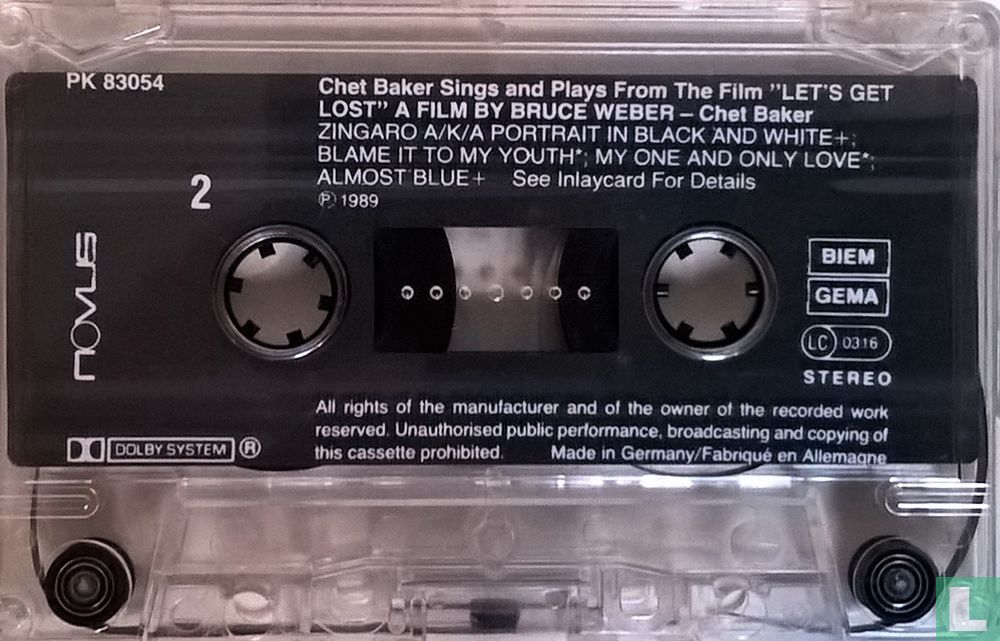 PK 83054
Chet Baker Sings and Plays From The Film "LET'S GET
LOST" A FILM BY BRUCE WEBER – Chet Baker
ZINGARO A/K/A PORTRAIT IN BLACK AND WHITE+;
BLAME IT TO MY YOUTH*; MY ONE AND ONLY LOVE*;
ALMOST BLUE+ See Inlaycard For Details
℗ 1989
2
NOVUS
BIEM
GEMA
LC 0316
STEREO
All rights of the manufacturer and of the owner of the recorded work
reserved. Unauthorised public performance, broadcasting and copying of
this cassette prohibited. Made in Germany/Fabriqué en Allemagne
DOLBY SYSTEM ®
L